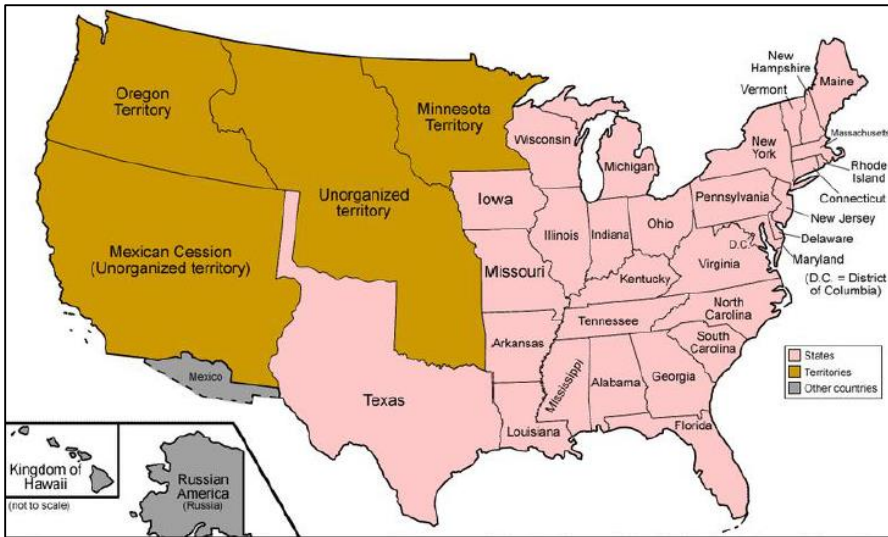 Oregon
Territory
Minnesota
Territory
Unorganized
territory
Mexican Cession
(Unorganized territory)
Mexico
Texas
Wisconsin
Michigan
Iowa
Illinois
Indiana
Ohio
Missouri
Kentucky
Arkansas
Tennessee
Mississippi
Alabama
Georgia
Louisiana
Florida
South
Carolina
North
Carolina
Virginia
D.C.
Pennsylvania
New
York
New
Hampshire
Vermont
Maine
Massachusetts
Rhode
Island
Connecticut
New Jersey
Delaware
Maryland
(D.C. = District
of Columbia)
States
Territories
Other countries
Kingdom of
Hawaii
(not to scale)
Russian
America
(Russia)